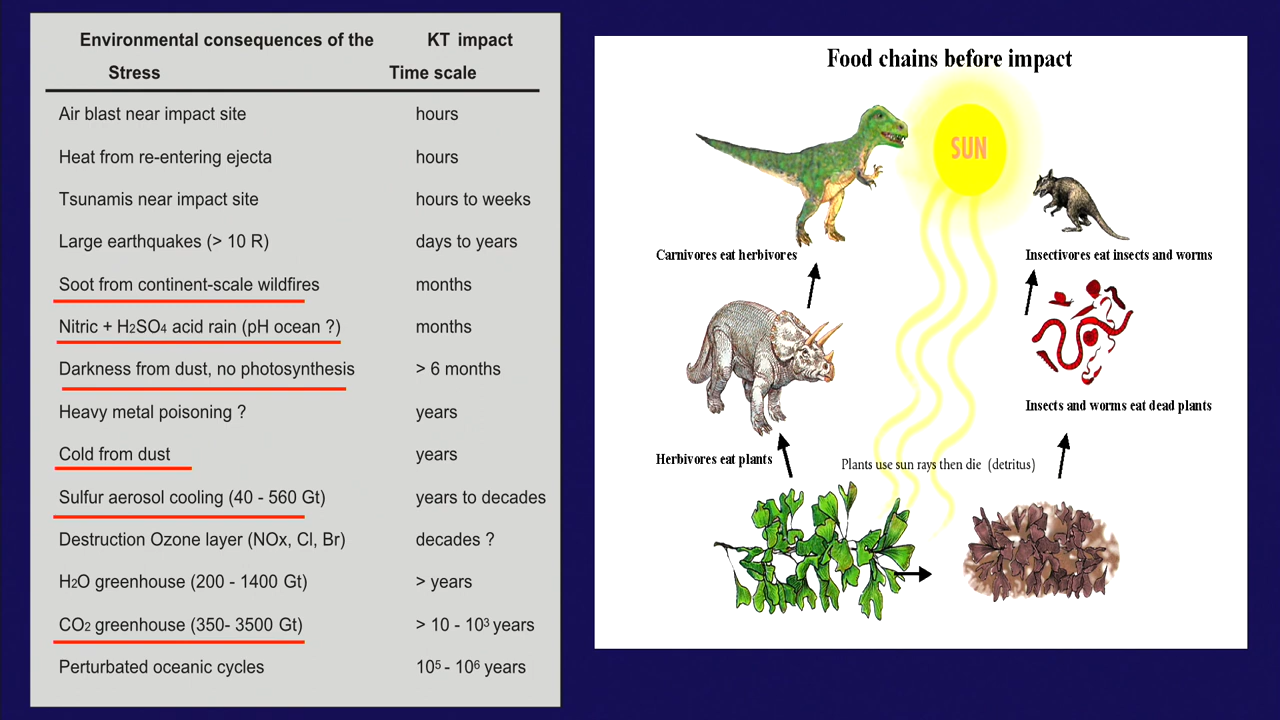 Environmental consequences of the KT impact
Stress Time scale
Air blast near impact site hours
Heat from re-entering ejecta hours
Tsunamis near impact site hours to weeks
Large earthquakes (> 10 R) days to years
Soot from continent-scale wildfires months
Nitric + H2SO4 acid rain (pH ocean ?) months
Darkness from dust, no photosynthesis > 6 months
Heavy metal poisoning ? years
Cold from dust years
Sulfur aerosol cooling (40 - 560 Gt) years to decades
Destruction Ozone layer (NOx, Cl, Br) decades ?
H2O greenhouse (200 - 1400 Gt) > years
CO2 greenhouse (350- 3500 Gt) > 10 - 10³ years
Perturbated oceanic cycles 10⁵ - 10⁶ years
Food chains before impact
SUN
Carnivores eat herbivores
Insectivores eat insects and worms
Insects and worms eat dead plants
Herbivores eat plants
Plants use sun rays then die (detritus)